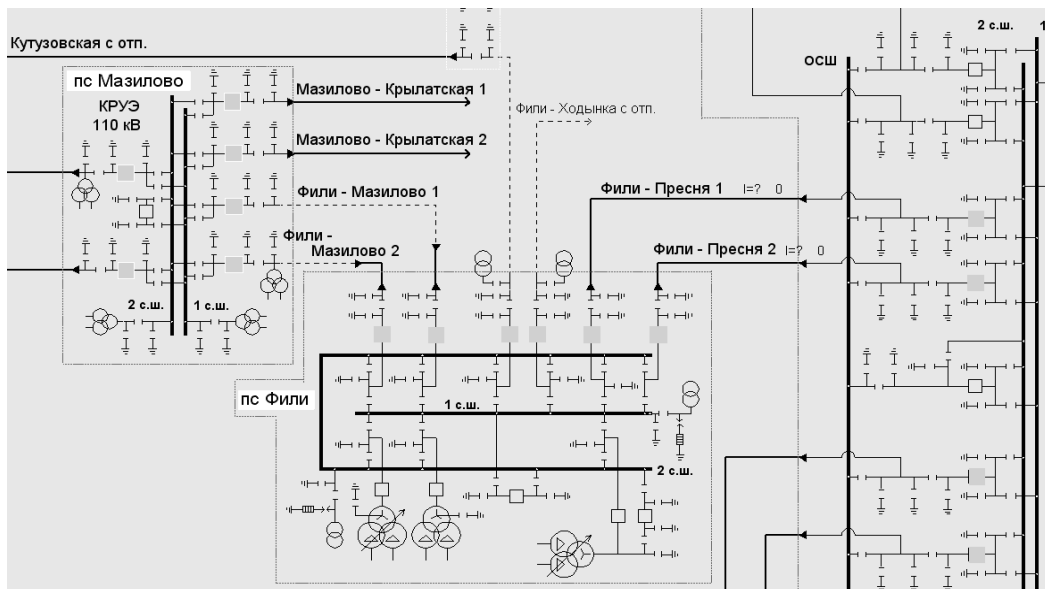 Кутузовская с отп.
пс Мазилово
КРУЭ
110 кВ
Мазилово - Крылатская 1
Мазилово - Крылатская 2
Фили - Мазилово 1
Фили -
Мазилово 2
2 с.ш.
1 с.ш.
Фили - Ходынка с отп.
Фили - Пресня 1 I=? 0
Фили - Пресня 2 I=? 0
ОСШ
2 с.ш.
1
пс Фили
1 с.ш.
2 с.ш.